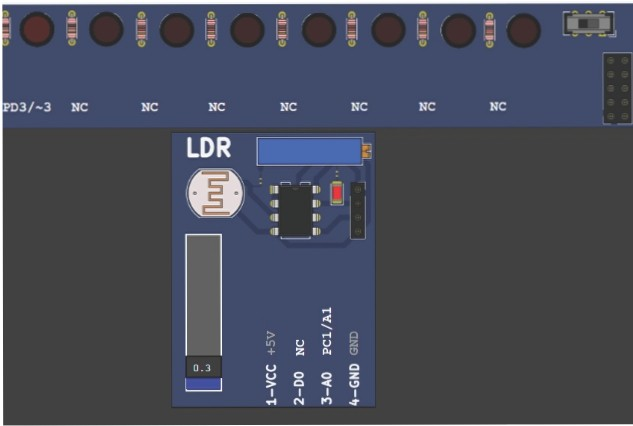 PD3/~3 NC NC NC NC NC NC NC
LDR
0.3
1-VCC +5V
2-D0 NC
3-A0 PC1/A1
4-GND GND